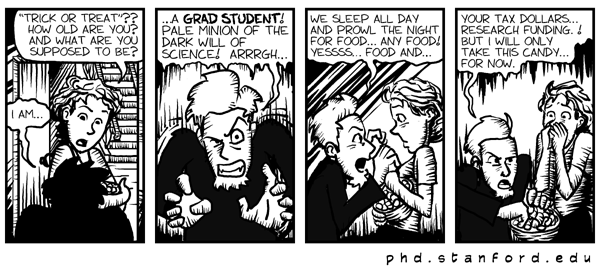 "TRICK OR TREAT"??
HOW OLD ARE YOU?
AND WHAT ARE YOU
SUPPOSED TO BE?
I AM...
...A GRAD STUDENT!
PALE MINION OF THE
DARK WILL OF
SCIENCE! ARRRGH...
WE SLEEP ALL DAY
AND PROWL THE NIGHT
FOR FOOD... ANY FOOD!
YESSSS... FOOD AND...
YOUR TAX DOLLARS...
RESEARCH FUNDING. !
BUT I WILL ONLY
TAKE THIS CANDY...
FOR NOW.
phd.stanford.edu